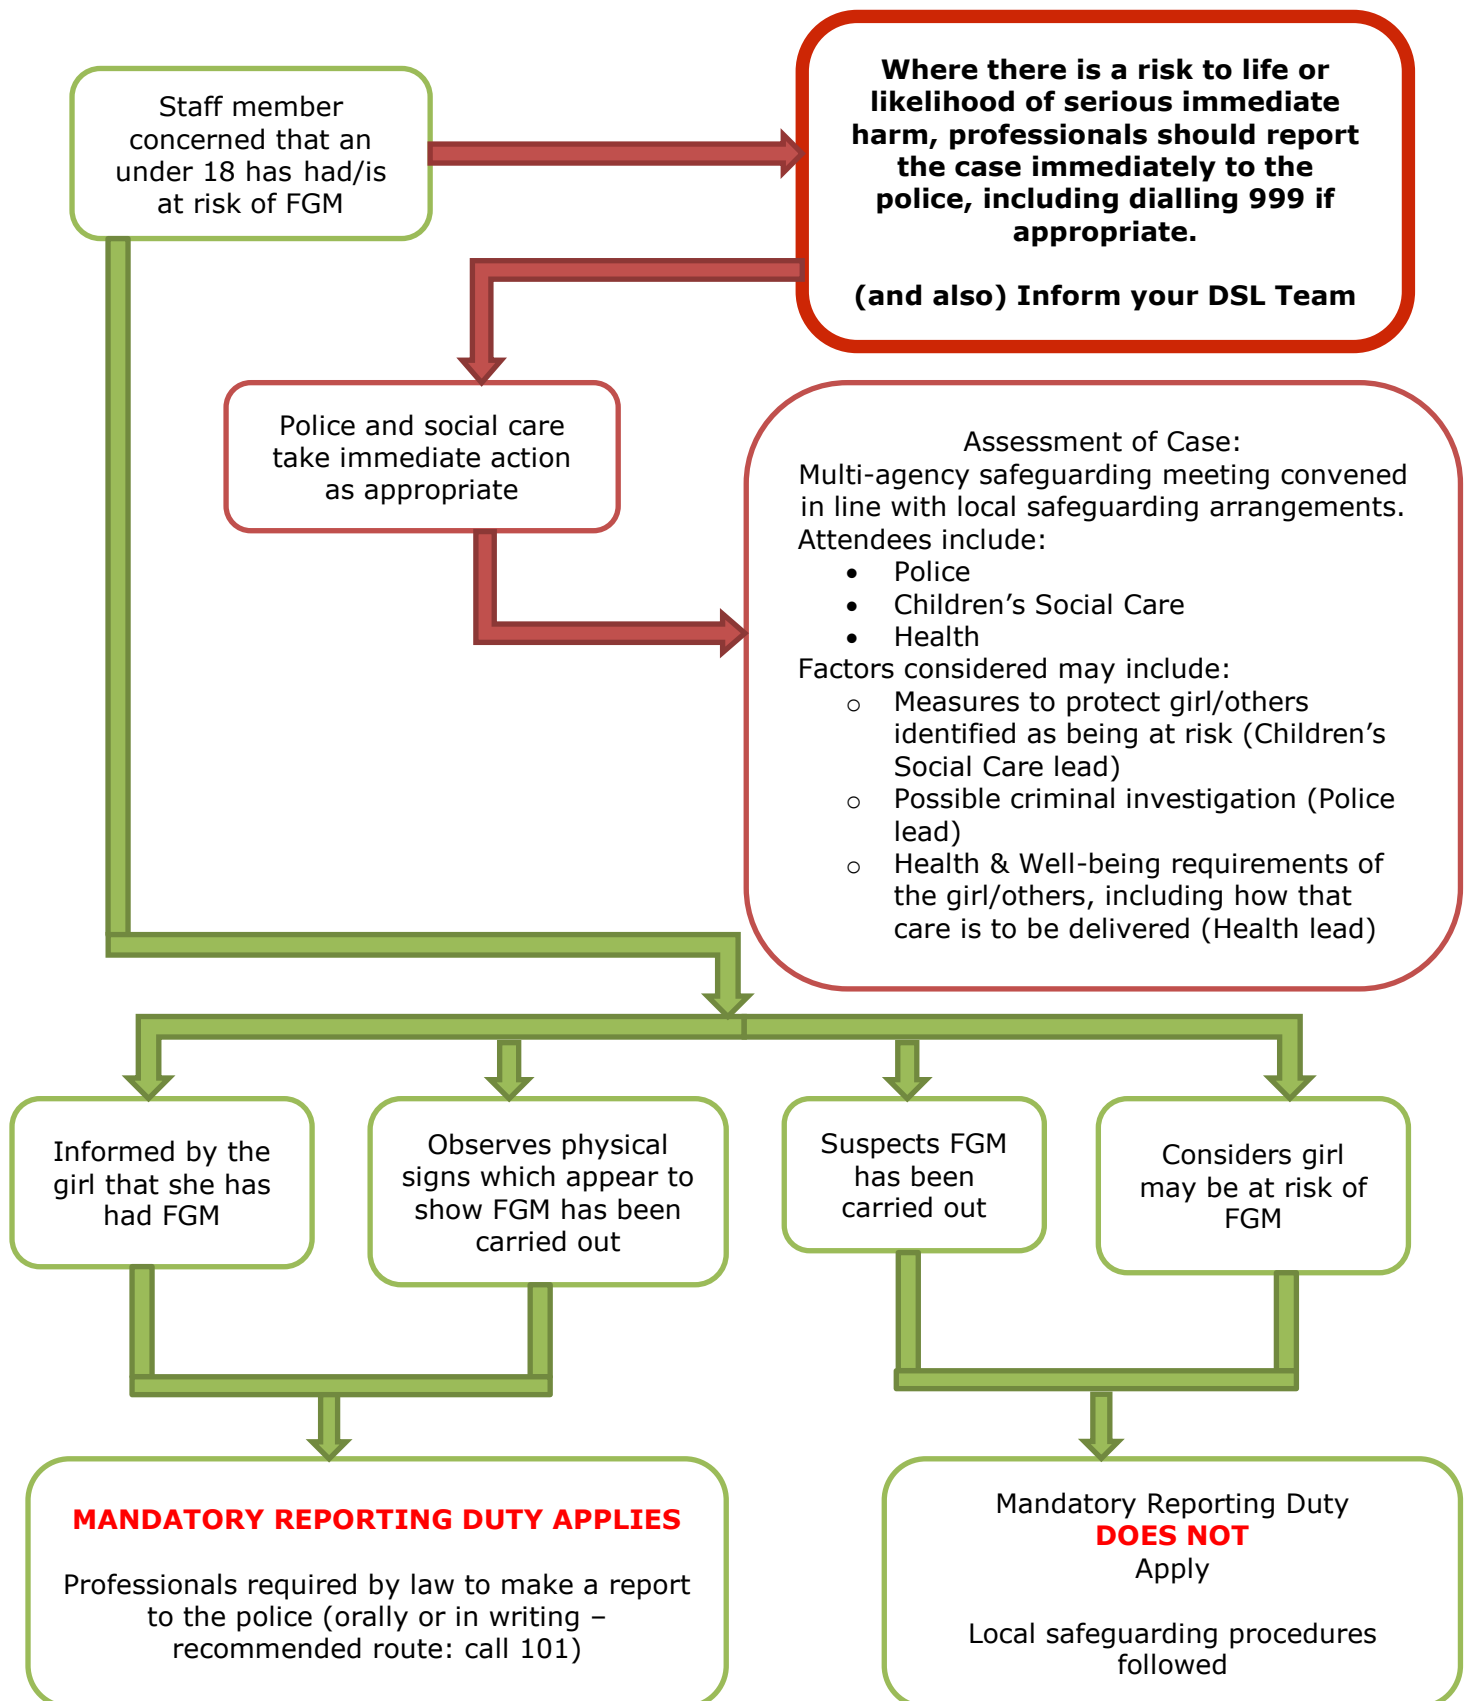 Staff member
concerned that an
under 18 has had/is
at risk of FGM
Where there is a risk to life or
likelihood of serious immediate
harm, professionals should report
the case immediately to the
police, including dialling 999 if
appropriate.
(and also) Inform your DSL Team
Police and social care
take immediate action
as appropriate
Assessment of Case:
Multi-agency safeguarding meeting convened
in line with local safeguarding arrangements.
Attendees include:
• Police
• Children’s Social Care
• Health
Factors considered may include:
o Measures to protect girl/others
identified as being at risk (Children’s
Social Care lead)
o Possible criminal investigation (Police
lead)
o Health & Well-being requirements of
the girl/others, including how that
care is to be delivered (Health lead)
Informed by the
girl that she has
had FGM
Observes physical
signs which appear to
show FGM has been
carried out
Suspects FGM
has been
carried out
Considers girl
may be at risk of
FGM
MANDATORY REPORTING DUTY APPLIES
Professionals required by law to make a report
to the police (orally or in writing –
recommended route: call 101)
Mandatory Reporting Duty
DOES NOT
Apply
Local safeguarding procedures
followed